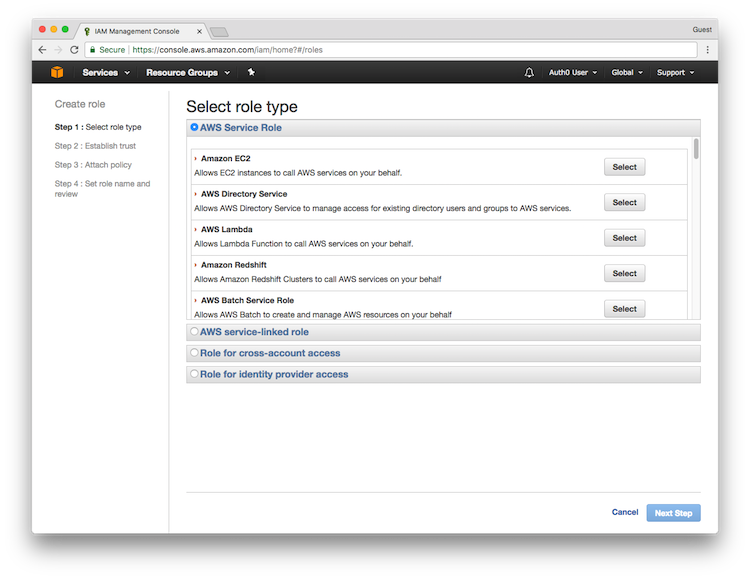 IAM Management Console
Guest
Secure | https://console.aws.amazon.com/iam/home?#/roles
Services Resource Groups Auth0 User Global Support
Create role
Step 1 : Select role type
Step 2 : Establish trust
Step 3 : Attach policy
Step 4 : Set role name and
review
Select role type
AWS Service Role
Amazon EC2
Allows EC2 instances to call AWS services on your behalf.
Select
AWS Directory Service
Allows AWS Directory Service to manage access for existing directory users and groups to AWS services.
Select
AWS Lambda
Allows Lambda Function to call AWS services on your behalf.
Select
Amazon Redshift
Allows Amazon Redshift Clusters to call AWS services on your behalf
Select
AWS Batch Service Role
Allows AWS Batch to create and manage AWS resources on your behalf
Select
AWS service-linked role
Role for cross-account access
Role for identity provider access
Cancel
Next Step